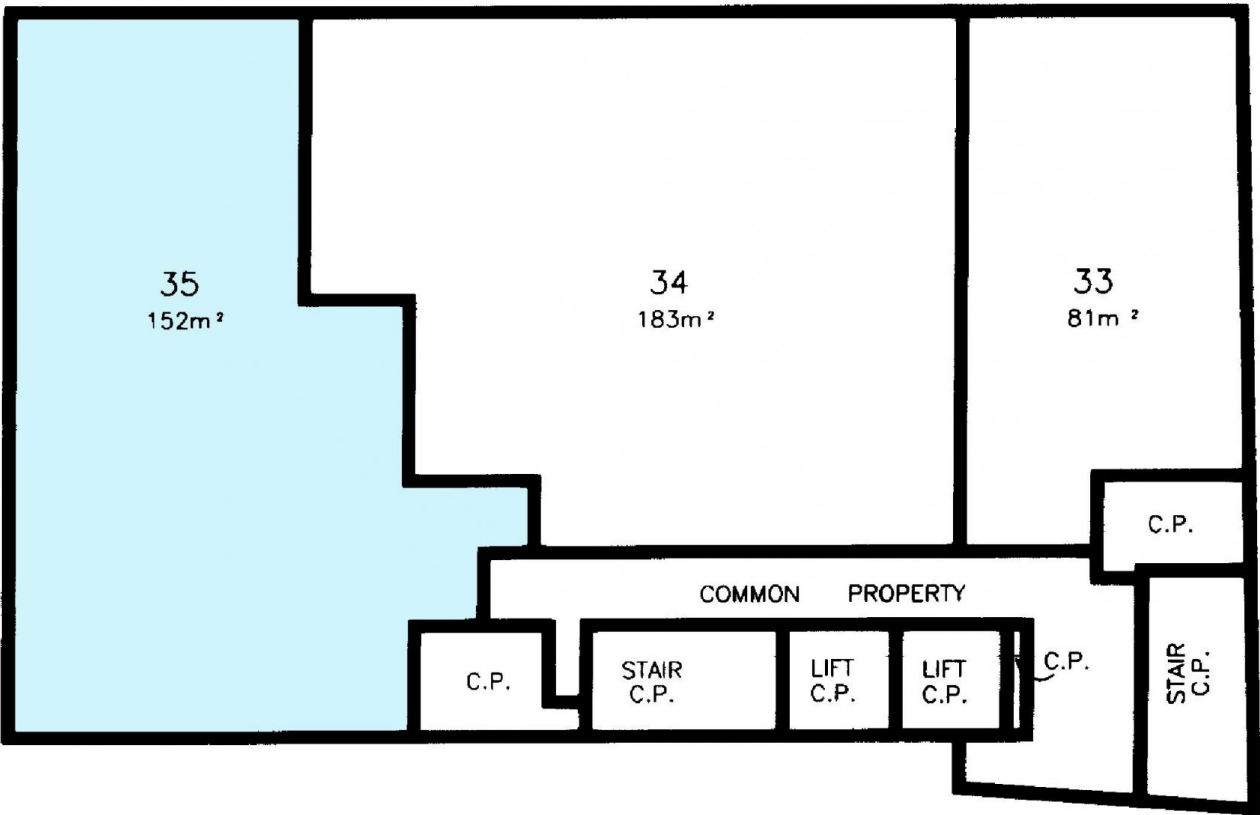 35
152m²
34
183m²
33
81m²
C.P.
COMMON PROPERTY
C.P.
STAIR
C.P.
LIFT
C.P.
LIFT
C.P.
C.P.
STAIR
C.P.